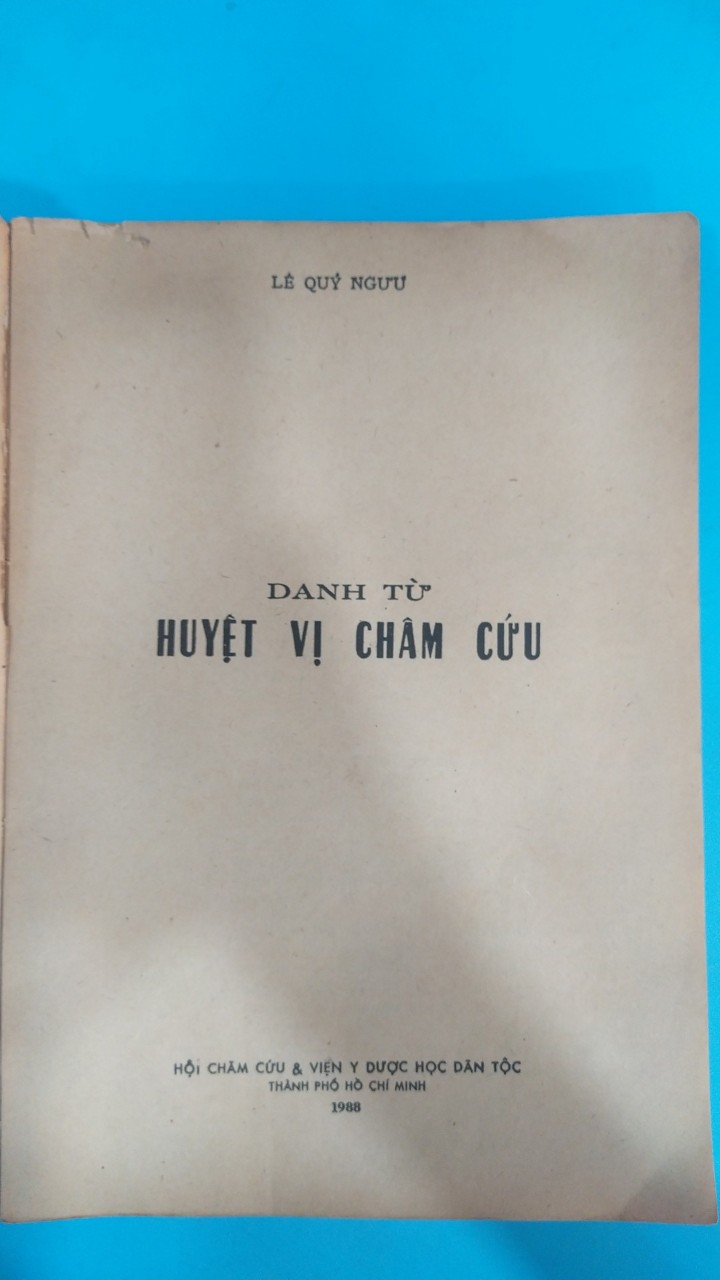 LÊ QUÝ NGƯU
DANH TỪ
HUYỆT VỊ CHÂM CỨU
HỘI CHÂM CỨU & VIỆN Y DƯỢC HỌC DÂN TỘC
THÀNH PHỐ HỒ CHÍ MINH
1988